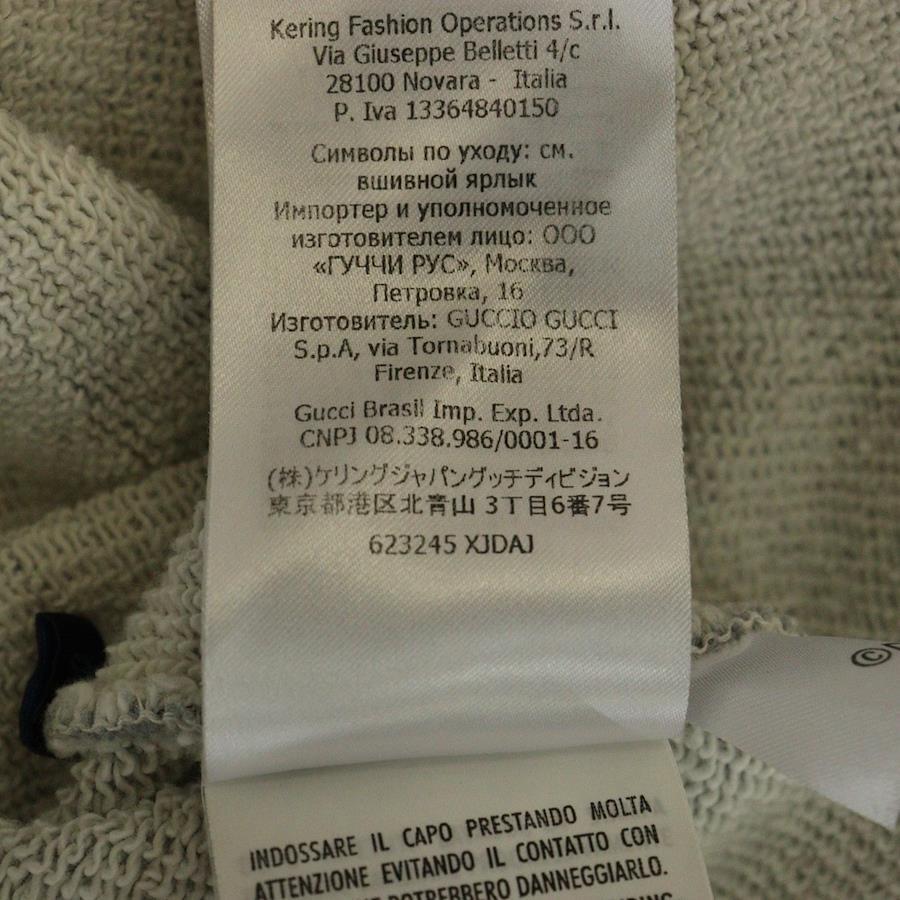 Kering Fashion Operations S.r.l.
Via Giuseppe Belletti 4/c
28100 Novara - Italia
P. Iva 13364840150
Символы по уходу: см.
вшивной ярлык
Импортер и уполномоченное
изготовителем лицо: ООО
«ГУЧЧИ РУС», Москва,
Петровка, 16
Изготовитель: GUCCIO GUCCI
S.p.A, via Tornabuoni,73/R
Firenze, Italia
Gucci Brasil Imp. Exp. Ltda.
CNPJ 08.338.986/0001-16
(株)ケリングジャパングッチディビジョン
東京都港区北青山 3丁目6番7号
623245 XJDAJ
©
INDOSSARE IL CAPO PRESTANDO MOLTA
ATTENZIONE EVITANDO IL CONTATTO CON
POTREBBERO DANNEGGIARLO.